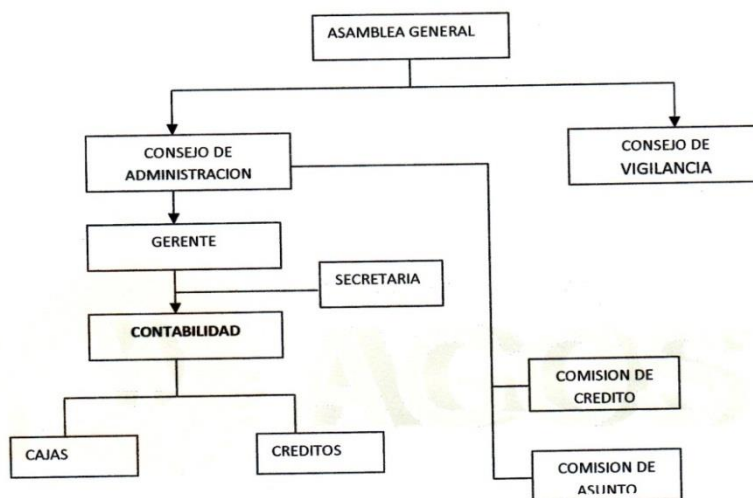 ASAMBLEA GENERAL
CONSEJO DE
ADMINISTRACION
CONSEJO DE
VIGILANCIA
GERENTE
SECRETARIA
CONTABILIDAD
CAJAS
CREDITOS
COMISION DE
CREDITO
COMISION DE
ASUNTO